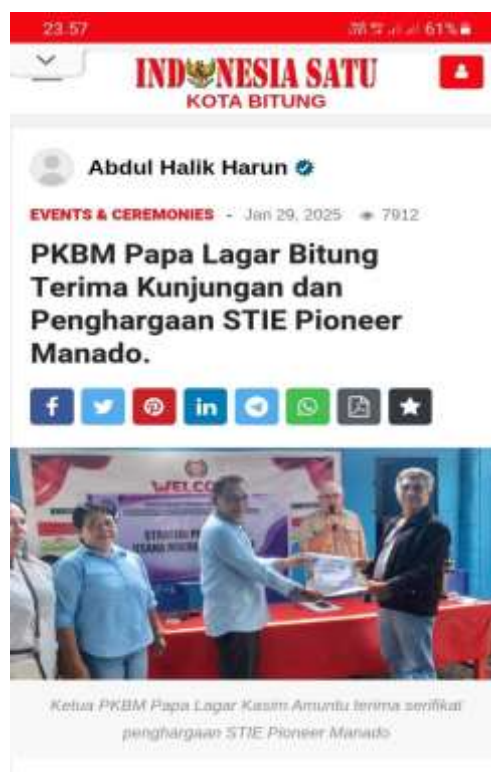 23.57
61%
INDONESIA SATU
KOTA BITUNG
Abdul Halik Harun
EVENTS & CEREMONIES - Jan 29, 2025 7912
PKBM Papa Lagar Bitung
Terima Kunjungan dan
Penghargaan STIE Pioneer
Manado.
WELCO
STRATEGI
Ketua PKBM Papa Lagar Kasim Amuntu terima serifikat
penghargaan STIE Pioneer Manado